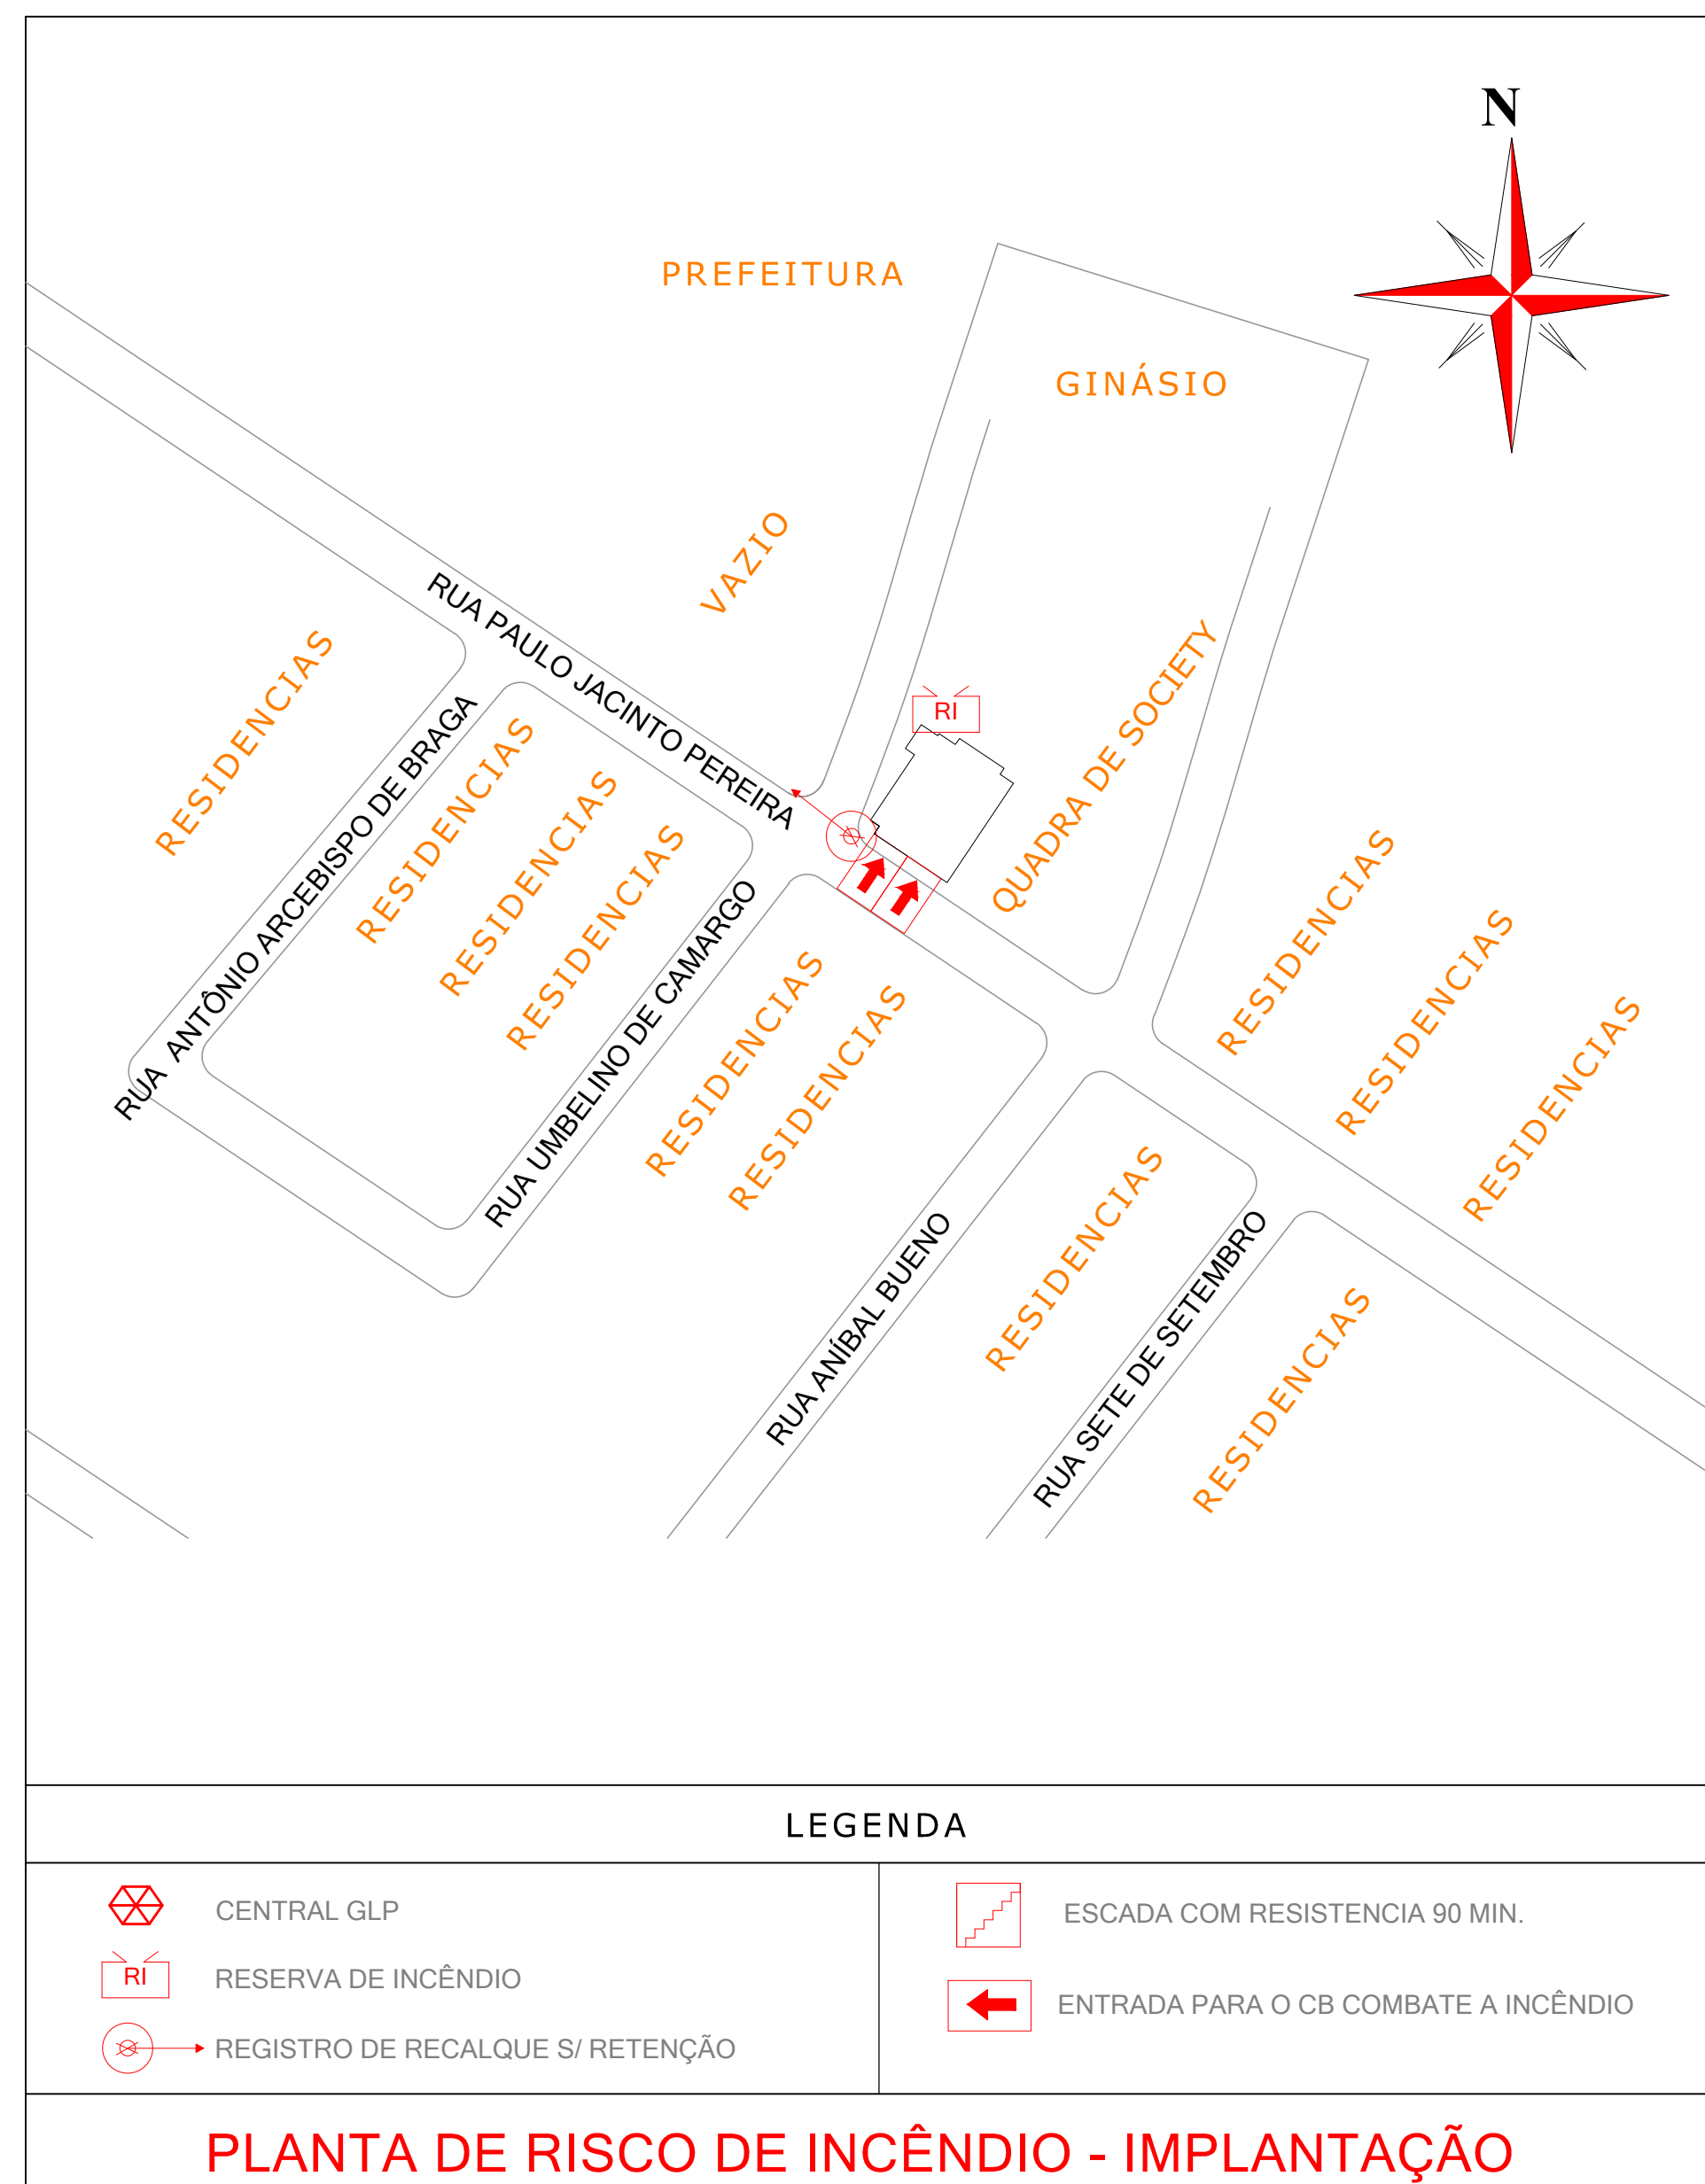 N
PREFEITURA
GINÁSIO
VAZIO
RUA PAULO JACINTO PEREIRA
RESIDENCIAS
RUA ANTÔNIO ARCEBISPO DE BRAGA
RESIDENCIAS
RESIDENCIAS
RESIDENCIAS
RI
QUADRA DE SOCIETY
RUA UMBELINO DE CAMARGO
RESIDENCIAS
RESIDENCIAS
RESIDENCIAS
RESIDENCIAS
RESIDENCIAS
RUA ANÍBAL BUENO
RESIDENCIAS
RUA SETE DE SETEMBRO
RESIDENCIAS
LEGENDA
CENTRAL GLP
RI RESERVA DE INCÊNDIO
REGISTRO DE RECALQUE S/ RETENÇÃO
ESCADA COM RESISTENCIA 90 MIN.
ENTRADA PARA O CB COMBATE A INCÊNDIO
PLANTA DE RISCO DE INCÊNDIO - IMPLANTAÇÃO